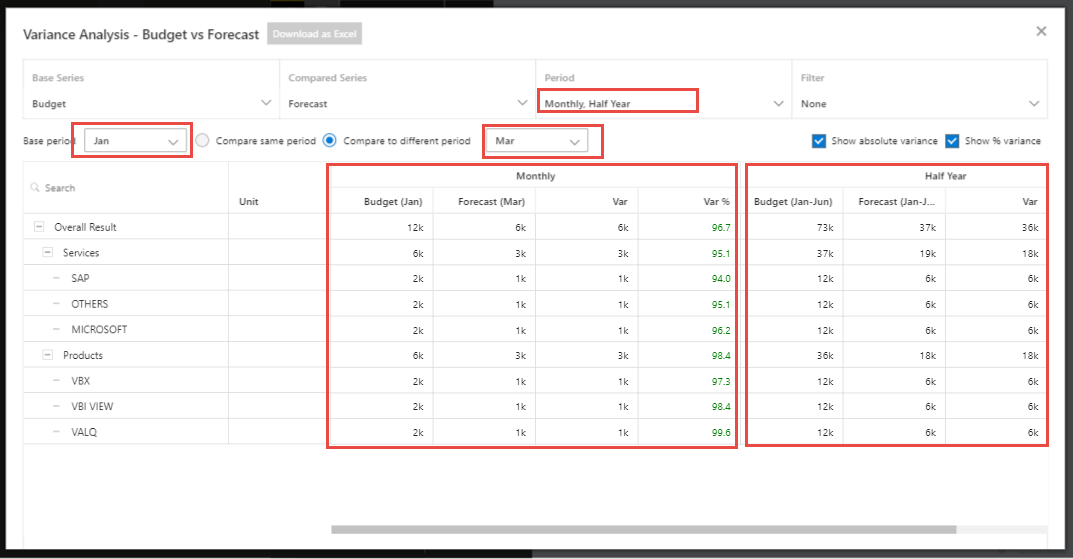 Variance Analysis - Budget vs Forecast Download as Excel
Base Series Compared Series Period Filter
Budget Forecast Monthly, Half Year None
Base period Jan Compare same period Compare to different period Mar Show absolute variance Show % variance
Monthly Half Year
Search
Unit Budget (Jan) Forecast (Mar) Var Var % Budget (Jan-Jun) Forecast (Jan-J... Var
Overall Result 12k 6k 6k 96.7 73k 37k 36k
Services 6k 3k 3k 95.1 37k 19k 18k
SAP 2k 1k 1k 94.0 12k 6k 6k
OTHERS 2k 1k 1k 95.1 12k 6k 6k
MICROSOFT 2k 1k 1k 96.2 12k 6k 6k
Products 6k 3k 3k 98.4 36k 18k 18k
VBX 2k 1k 1k 97.3 12k 6k 6k
VBI VIEW 2k 1k 1k 98.4 12k 6k 6k
VALQ 2k 1k 1k 99.6 12k 6k 6k